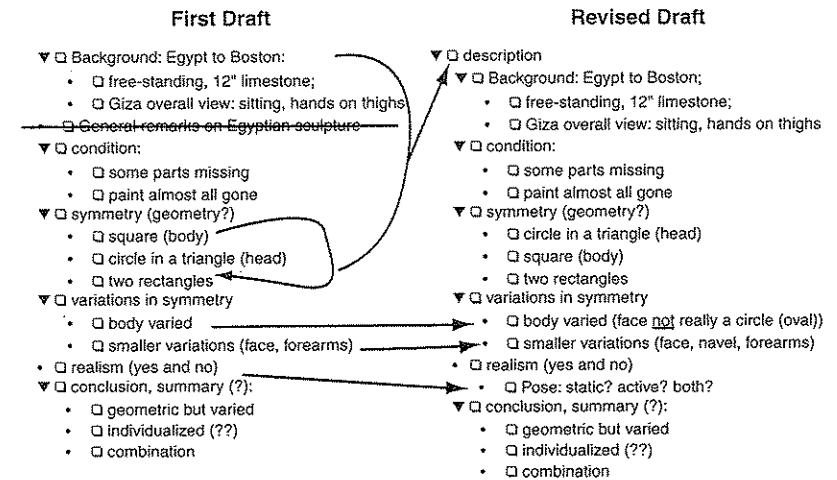 First Draft
Background: Egypt to Boston:
free-standing, 12" limestone;
Giza overall view: sitting, hands on thighs
General remarks on Egyptian sculpture
condition:
some parts missing
paint almost all gone
symmetry (geometry?)
square (body)
circle in a triangle (head)
two rectangles
variations in symmetry
body varied
smaller variations (face, forearms)
realism (yes and no)
conclusion, summary (?):
geometric but varied
individualized (??)
combination
Revised Draft
description
Background: Egypt to Boston;
free-standing, 12" limestone;
Giza overall view: sitting, hands on thighs
condition:
some parts missing
paint almost all gone
symmetry (geometry?)
circle in a triangle (head)
square (body)
two rectangles
variations in symmetry
body varied (face not really a circle (oval))
smaller variations (face, navel, forearms)
realism (yes and no)
Pose: static? active? both?
conclusion, summary (?):
geometric but varied
individualized (??)
combination